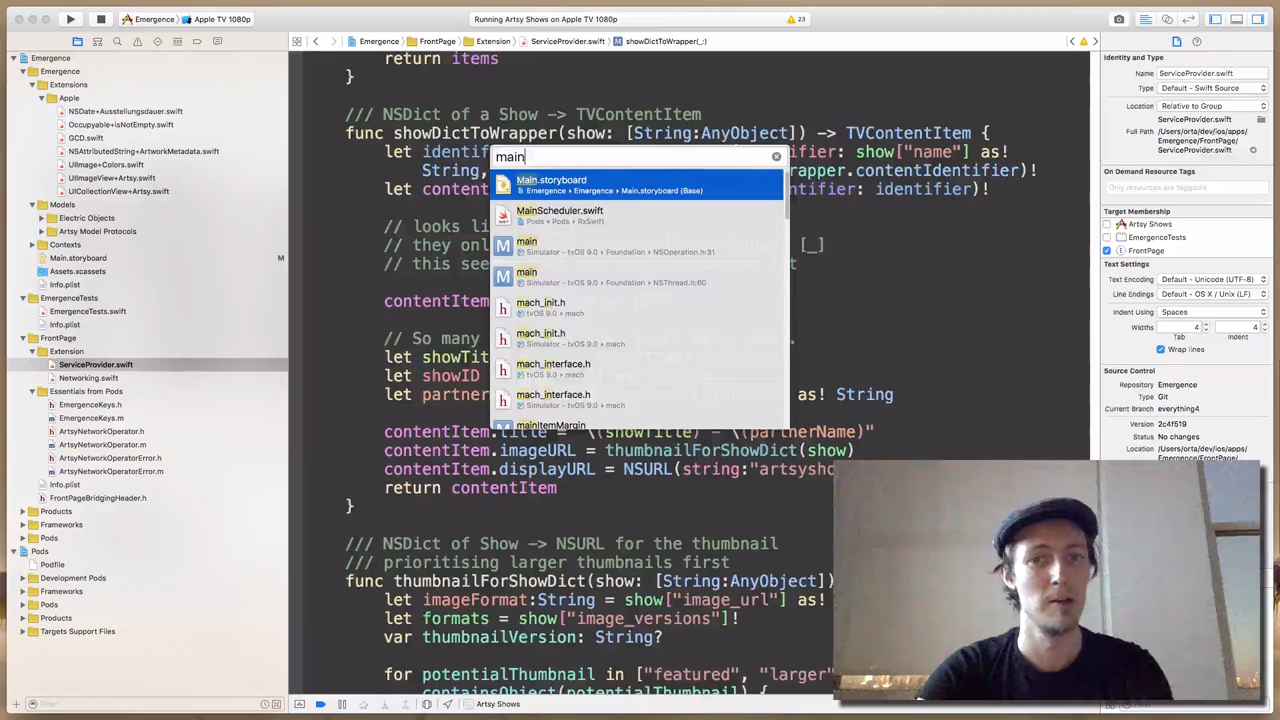 Emergence
Apple TV 1080p
Running Artsy Shows on Apple TV 1080p
23
Emergence
FrontPage
Extension
ServiceProvider.swift
showDictToWrapper(_:)
Emergence
Emergence
Extensions
Apple
NSDate+Ausstellungsdauer.swift
Occupyable+isNotEmpty.swift
GCD.swift
NSAttributedString+ArtworkMetadata.swift
UIImage+Colors.swift
UIImageView+Artsy.swift
UICollectionView+Artsy.swift
Models
Electric Objects
Artsy Model Protocols
Contexts
Main.storyboard
M
Assets.xcassets
Info.plist
EmergenceTests
EmergenceTests.swift
Info.plist
FrontPage
Extension
ServiceProvider.swift
Networking.swift
Essentials from Pods
EmergenceKeys.h
EmergenceKeys.m
ArtsyNetworkOperator.h
ArtsyNetworkOperator.m
ArtsyNetworkOperatorError.h
ArtsyNetworkOperatorError.m
Info.plist
FrontPageBridgingHeader.h
Products
Frameworks
Pods
Pods
Podfile
Development Pods
Frameworks
Pods
Products
Targets Support Files
Filter
return items
}
/// NSDict of a Show -> TVContentItem
func showDictToWrapper(show: [String:AnyObject]) -> TVContentItem {
let identifier: show["name"] as!
String, rapper.contentIdentifier)!
let content identifier: identifier)!
// looks li
// they onl [_]
// this see t
contentItem
// So many
let showTit
let showID
let partner as! String
contentItem.title = "\(showTitle) - \(partnerName)"
contentItem.imageURL = thumbnailForShowDict(show)
contentItem.displayURL = NSURL(string:"artsysho
return contentItem
}
/// NSDict of Show -> NSURL for the thumbnail
/// prioritising larger thumbnails first
func thumbnailForShowDict(show: [String:AnyObject])
let imageFormat:String = show["image_url"] as!
let formats = show["image_versions"]!
var thumbnailVersion: String?
for potentialThumbnail in ["featured", "larger"
containsObject(potentialThumbnail) {
main
Main.storyboard
Emergence ▸ Emergence ▸ Main.storyboard (Base)
MainScheduler.swift
Pods ▸ Pods ▸ RxSwift
main
Simulator - tvOS 9.0 ▸ Foundation ▸ NSOperation.h:31
main
Simulator - tvOS 9.0 ▸ Foundation ▸ NSThread.h:60
mach_init.h
tvOS 9.0 ▸ mach
mach_init.h
Simulator - tvOS 9.0 ▸ mach
mach_interface.h
tvOS 9.0 ▸ mach
mach_interface.h
Simulator - tvOS 9.0 ▸ mach
mainItemMargin
Artsy Shows
Identity and Type
Name ServiceProvider.swift
Type Default - Swift Source
Location Relative to Group
ServiceProvider.swift
Full Path /Users/orta/dev/ios/apps/
Emergence/FrontPage/
ServiceProvider.swift
On Demand Resource Tags
Only resources are taggable
Target Membership
Artsy Shows
EmergenceTests
FrontPage
Text Settings
Text Encoding Default - Unicode (UTF-8)
Line Endings Default - OS X / Unix (LF)
Indent Using Spaces
Widths 4 4
Tab Indent
Wrap lines
Source Control
Repository Emergence
Type Git
Current Branch everything4
Version 2c4f519
Status No changes
Location /Users/orta/dev/ios/apps/
Emergence/FrontPage/